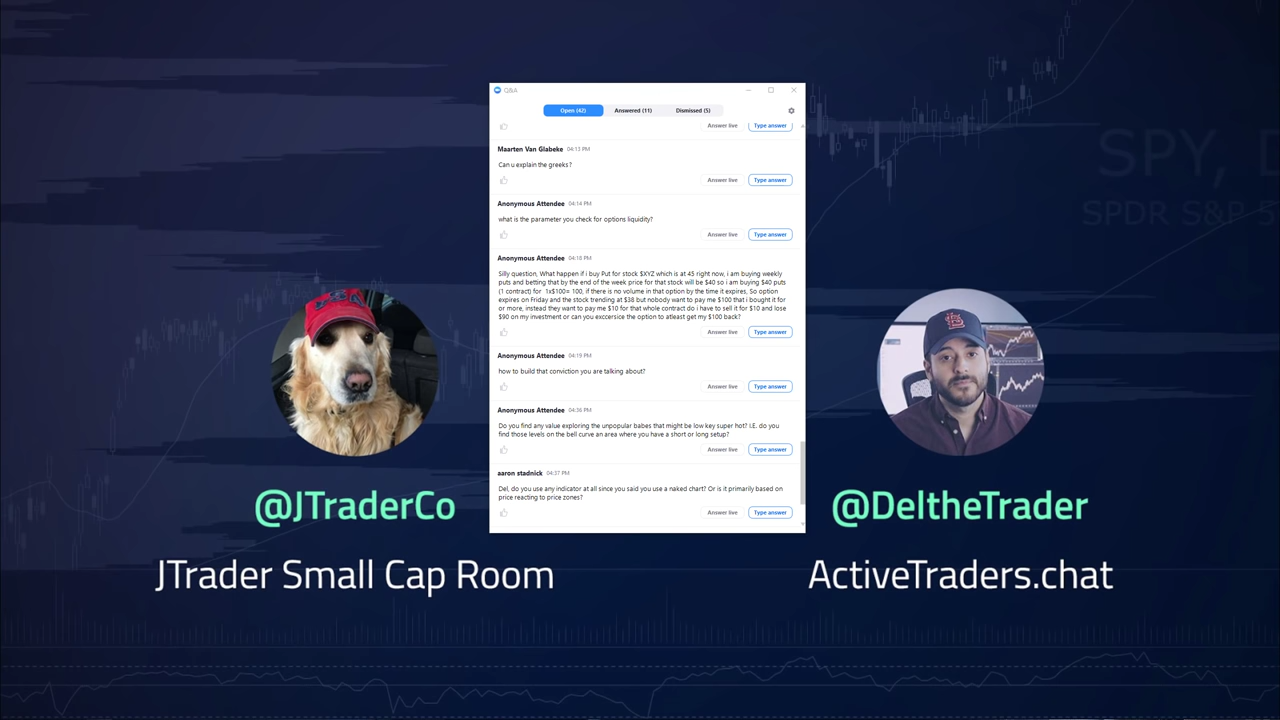 Q&A
Open (42) Answered (11) Dismissed (5)
Answer live Type answer
Maarten Van Glabeke 04:13 PM
Can u explain the greeks?
Answer live Type answer
Anonymous Attendee 04:14 PM
what is the parameter you check for options liquidity?
Answer live Type answer
Anonymous Attendee 04:18 PM
Silly question, What happen if i buy Put for stock $XYZ which is at 45 right now, i am buying weekly
puts and betting that by the end of the week price for that stock will be $40 so i am buying $40 puts
(1 contract) for 1x$100= 100, if there is no volume in that option by the time it expires, So option
expires on Friday and the stock trending at $38 but nobody want to pay me $100 that i bought it for
or more, instead they want to pay me $10 for that whole contract do i have to sell it for $10 and lose
$90 on my investment or can you exccersice the option to atleast get my $100 back?
Answer live Type answer
Anonymous Attendee 04:19 PM
how to build that conviction you are talking about?
Answer live Type answer
Anonymous Attendee 04:36 PM
Do you find any value exploring the unpopular babes that might be low key super hot? I.E. do you
find those levels on the bell curve an area where you have a short or long setup?
Answer live Type answer
aaron stadnick 04:37 PM
Del, do you use any indicator at all since you said you use a naked chart? Or is it primarily based on
price reacting to price zones?
Answer live Type answer
@JTraderCo
JTrader Small Cap Room
@DeltheTrader
ActiveTraders.chat
SPY, D